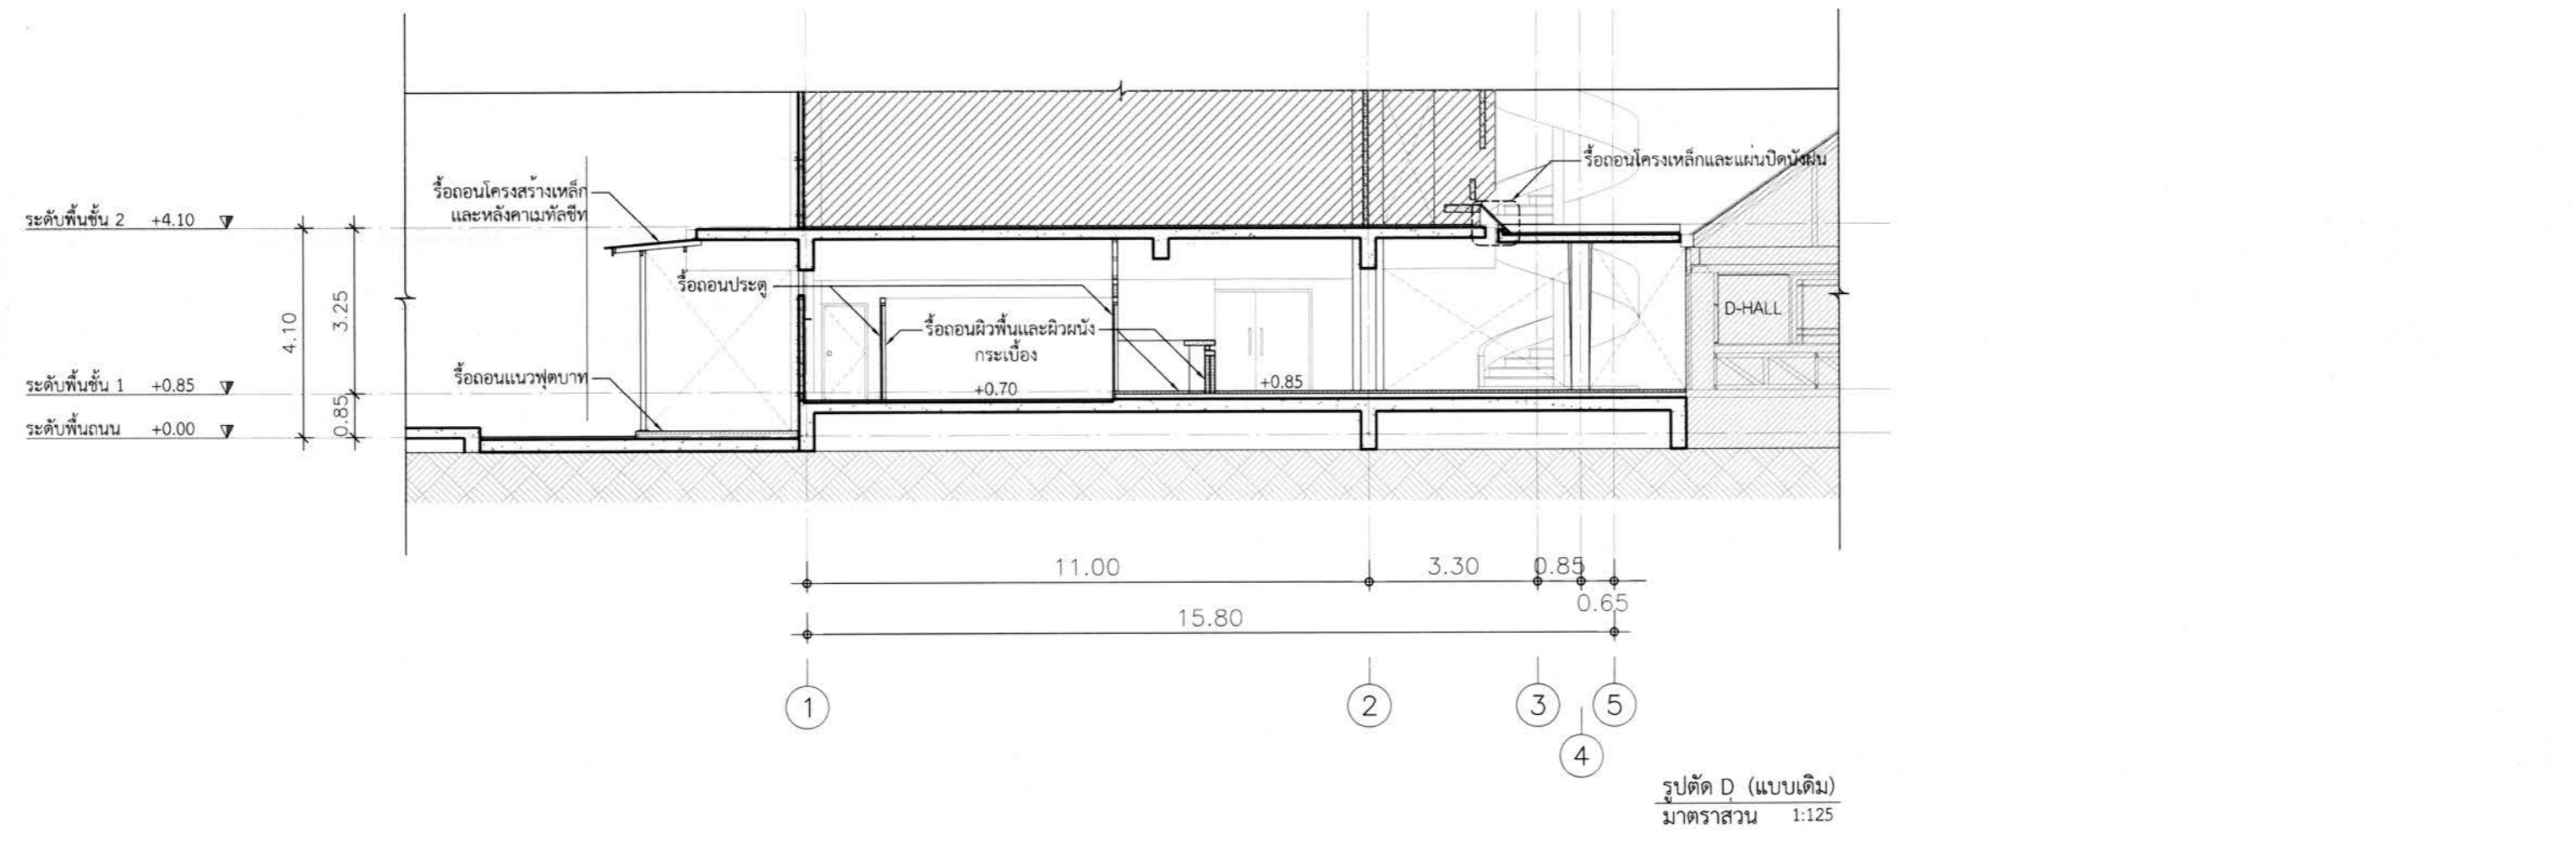 รื้อถอนโครงเหล็กและแผ่นปิดบังฝน
รื้อถอนโครงสร้างเหล็ก
และหลังคาเมทัลชีท
ระดับพื้นชั้น 2 +4.10
รื้อถอนประตู
D-HALL
4.10
3.25
รื้อถอนผิวพื้นและผิวผนัง
กระเบื้อง
รื้อถอนแนวฟุตบาท
ระดับพื้นชั้น 1 +0.85
+0.70
+0.85
0.85
ระดับพื้นถนน +0.00
11.00
3.30
0.85
0.65
15.80
1
2
3
5
4
รูปตัด D (แบบเดิม)
มาตราส่วน 1:125